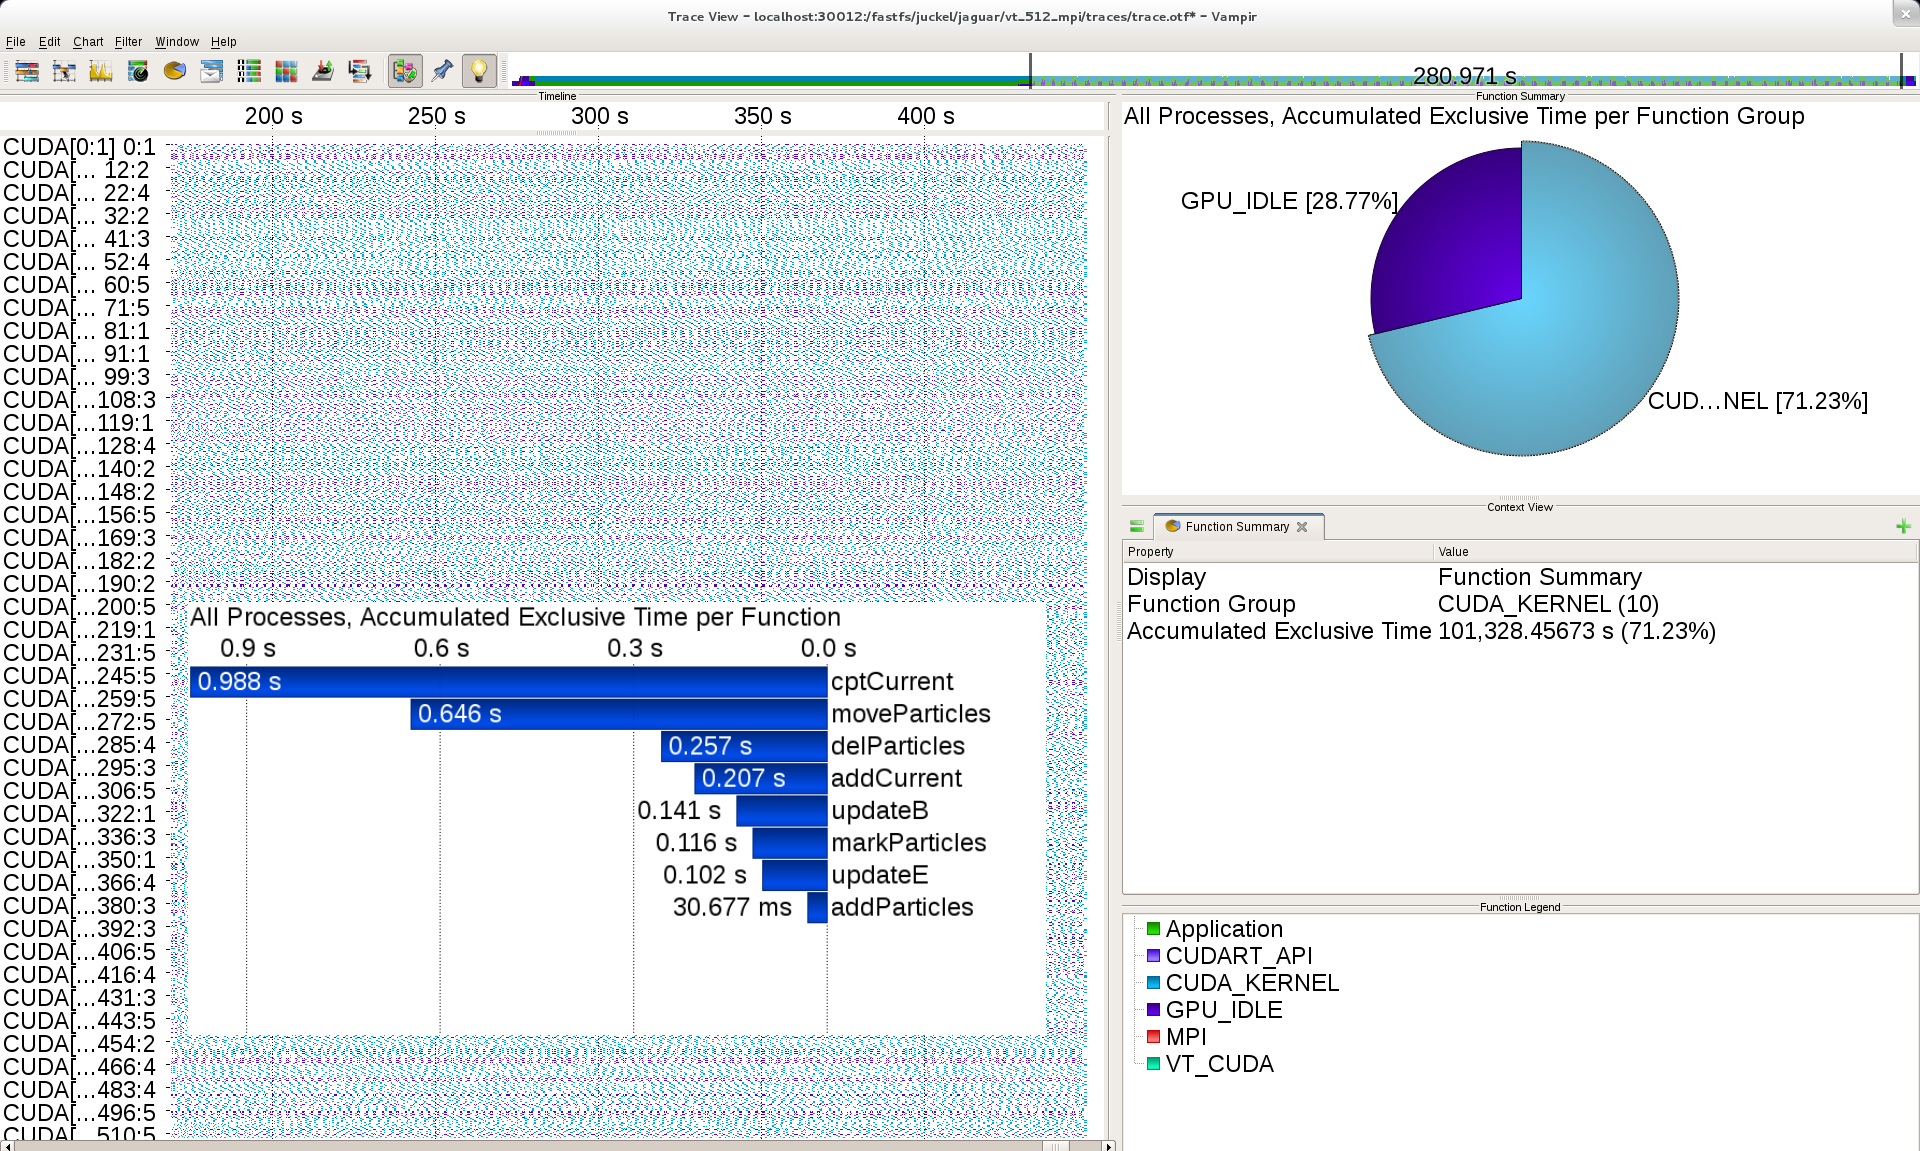 Trace View - localhost:30012:/fastfs/juckel/jaguar/vt_512_mpi/traces/trace.otf* - Vampir
File Edit Chart Filter Window Help
280.971 s
Timeline
200 s 250 s 300 s 350 s 400 s
CUDA[0:1] 0:1
CUDA[... 12:2
CUDA[... 22:4
CUDA[... 32:2
CUDA[... 41:3
CUDA[... 52:4
CUDA[... 60:5
CUDA[... 71:5
CUDA[... 81:1
CUDA[... 91:1
CUDA[... 99:3
CUDA[...108:3
CUDA[...119:1
CUDA[...128:4
CUDA[...140:2
CUDA[...148:2
CUDA[...156:5
CUDA[...169:3
CUDA[...182:2
CUDA[...190:2
CUDA[...200:5
CUDA[...219:1
CUDA[...231:5
CUDA[...245:5
CUDA[...259:5
CUDA[...272:5
CUDA[...285:4
CUDA[...295:3
CUDA[...306:5
CUDA[...322:1
CUDA[...336:3
CUDA[...350:1
CUDA[...366:4
CUDA[...380:3
CUDA[...392:3
CUDA[...406:5
CUDA[...416:4
CUDA[...431:3
CUDA[...443:5
CUDA[...454:2
CUDA[...466:4
CUDA[...483:4
CUDA[...496:5
CUDA[...510:5
All Processes, Accumulated Exclusive Time per Function
0.9 s 0.6 s 0.3 s 0.0 s
0.988 s cptCurrent
0.646 s moveParticles
0.257 s delParticles
0.207 s addCurrent
0.141 s updateB
0.116 s markParticles
0.102 s updateE
30.677 ms addParticles
Function Summary
All Processes, Accumulated Exclusive Time per Function Group
GPU_IDLE [28.77%]
CUD...NEL [71.23%]
Context View
Function Summary
Property Value
Display Function Summary
Function Group CUDA_KERNEL (10)
Accumulated Exclusive Time 101,328.45673 s (71.23%)
Function Legend
Application
CUDART_API
CUDA_KERNEL
GPU_IDLE
MPI
VT_CUDA